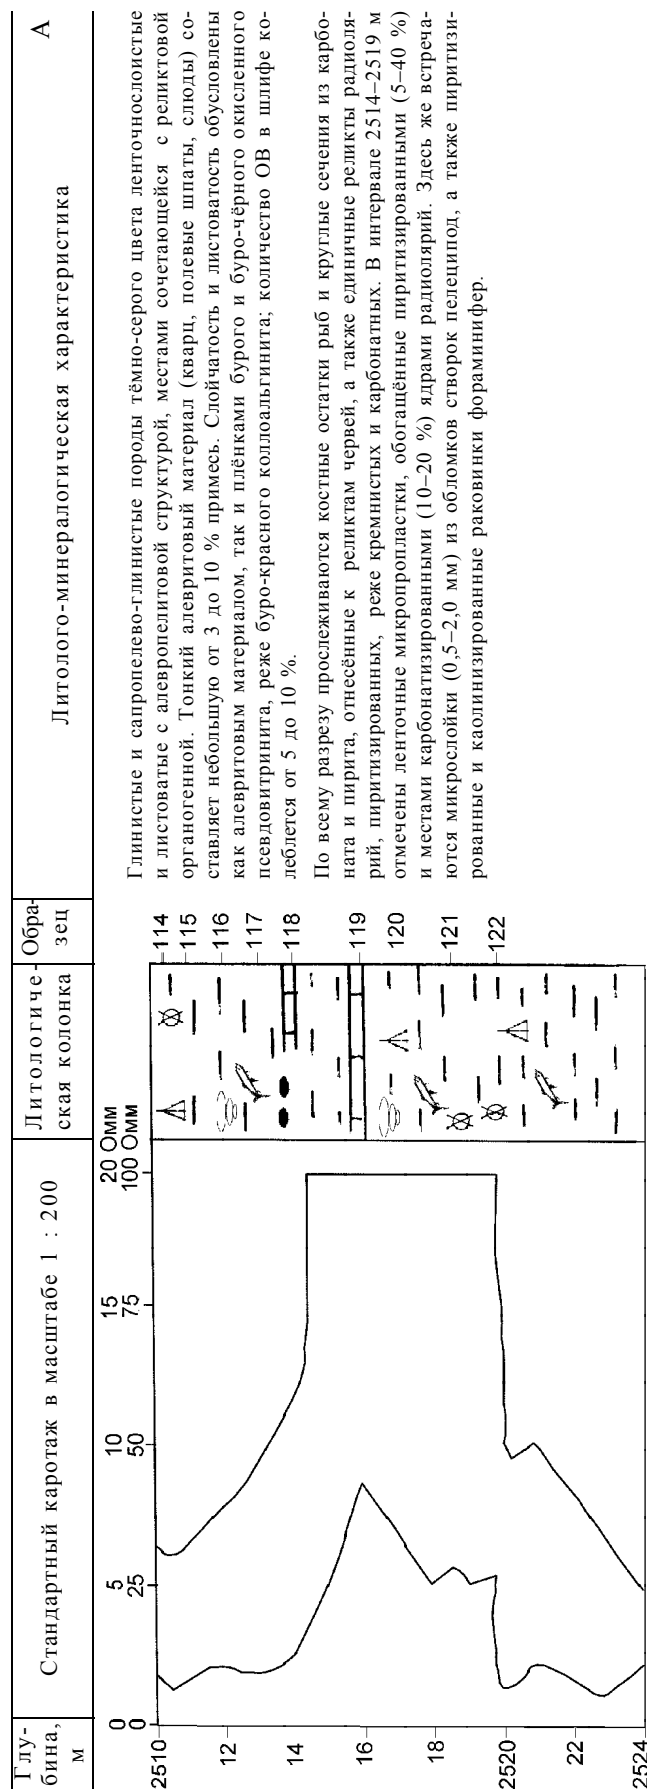 Глу-
бина,
м
Стандартный каротаж в масштабе 1 : 200
Литологиче-
ская колонка
Обра-
зец
Литолого-минералогическая характеристика
А
0 5 10 15 20 Омм
0 25 50 75 100 Омм
2510
12
14
16
18
2520
22
2524
114
115
116
117
118
119
120
121
122
Глинистые и сапропелево-глинистые породы тёмно-серого цвета ленточнослоистые
и листоватые с алевропелитовой структурой, местами сочетающейся с реликтовой
органогенной. Тонкий алевритовый материал (кварц, полевые шпаты, слюды) со-
ставляет небольшую от 3 до 10 % примесь. Слойчатость и листоватость обусловлены
как алевритовым материалом, так и плёнками бурого и буро-чёрного окисленного
псевдовитринита, реже буро-красного коллоальгинита; количество ОВ в шлифе ко-
леблется от 5 до 10 %.
По всему разрезу прослеживаются костные остатки рыб и круглые сечения из карбо-
ната и пирита, отнесённые к реликтам червей, а также единичные реликты радиоля-
рий, пиритизированных, реже кремнистых и карбонатных. В интервале 2514–2519 м
отмечены ленточные микропропластки, обогащённые пиритизированными (5–40 %)
и местами карбонатизированными (10–20 %) ядрами радиолярий. Здесь же встреча-
ются микрослойки (0,5–2,0 мм) из обломков створок пелеципод, а также пиритизи-
рованные и каолинизированные раковинки фораминифер.